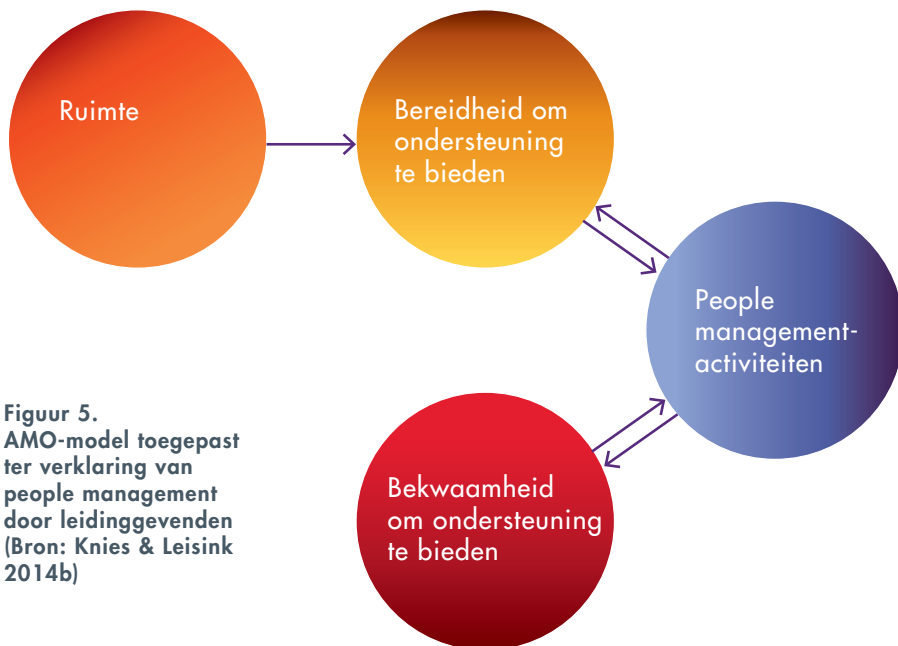 Ruimte
Bereidheid om
ondersteuning
te bieden
People
management-
activiteiten
Bekwaamheid
om ondersteuning
te bieden
Figuur 5.
AMO-model toegepast
ter verklaring van
people management
door leidinggevenden
(Bron: Knies & Leisink
2014b)